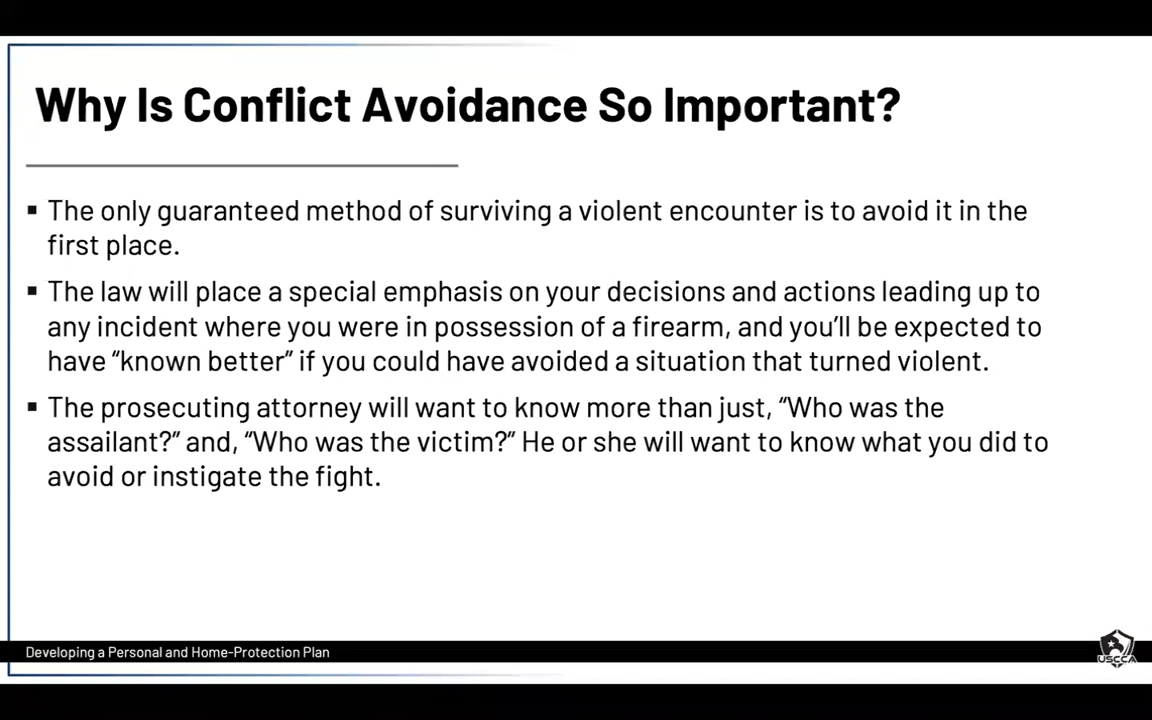 Why Is Conflict Avoidance So Important?
▪ The only guaranteed method of surviving a violent encounter is to avoid it in the
first place.
▪ The law will place a special emphasis on your decisions and actions leading up to
any incident where you were in possession of a firearm, and you’ll be expected to
have “known better” if you could have avoided a situation that turned violent.
▪ The prosecuting attorney will want to know more than just, “Who was the
assailant?” and, “Who was the victim?” He or she will want to know what you did to
avoid or instigate the fight.
Developing a Personal and Home-Protection Plan
USCCA